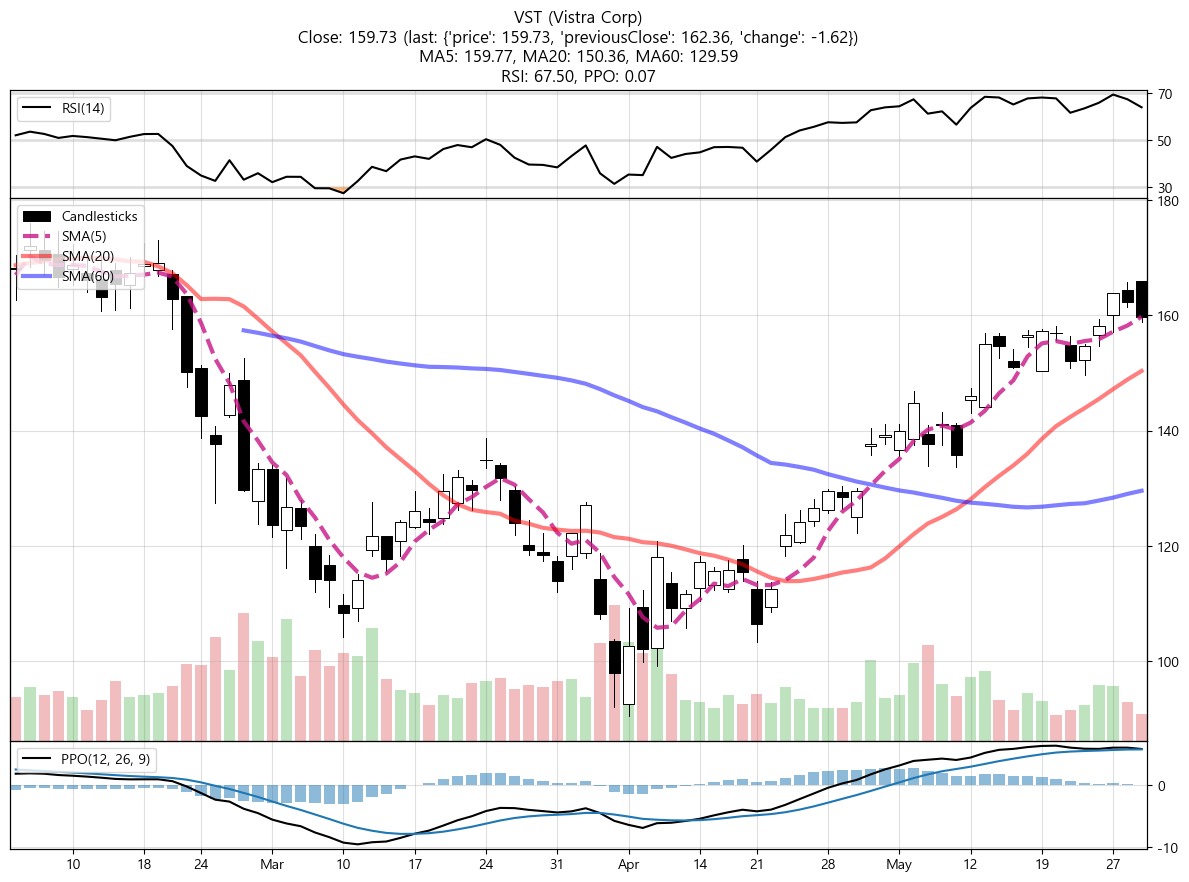 VST (Vistra Corp)
Close: 159.73 (last: {'price': 159.73, 'previousClose': 162.36, 'change': -1.62})
MA5: 159.77, MA20: 150.36, MA60: 129.59
RSI: 67.50, PPO: 0.07
RSI(14)
70
50
30
Candlesticks
SMA(5)
SMA(20)
SMA(60)
180
160
140
120
100
PPO(12, 26, 9)
0
-10
10 18 24 Mar 10 17 24 31 Apr 14 21 28 May 12 19 27